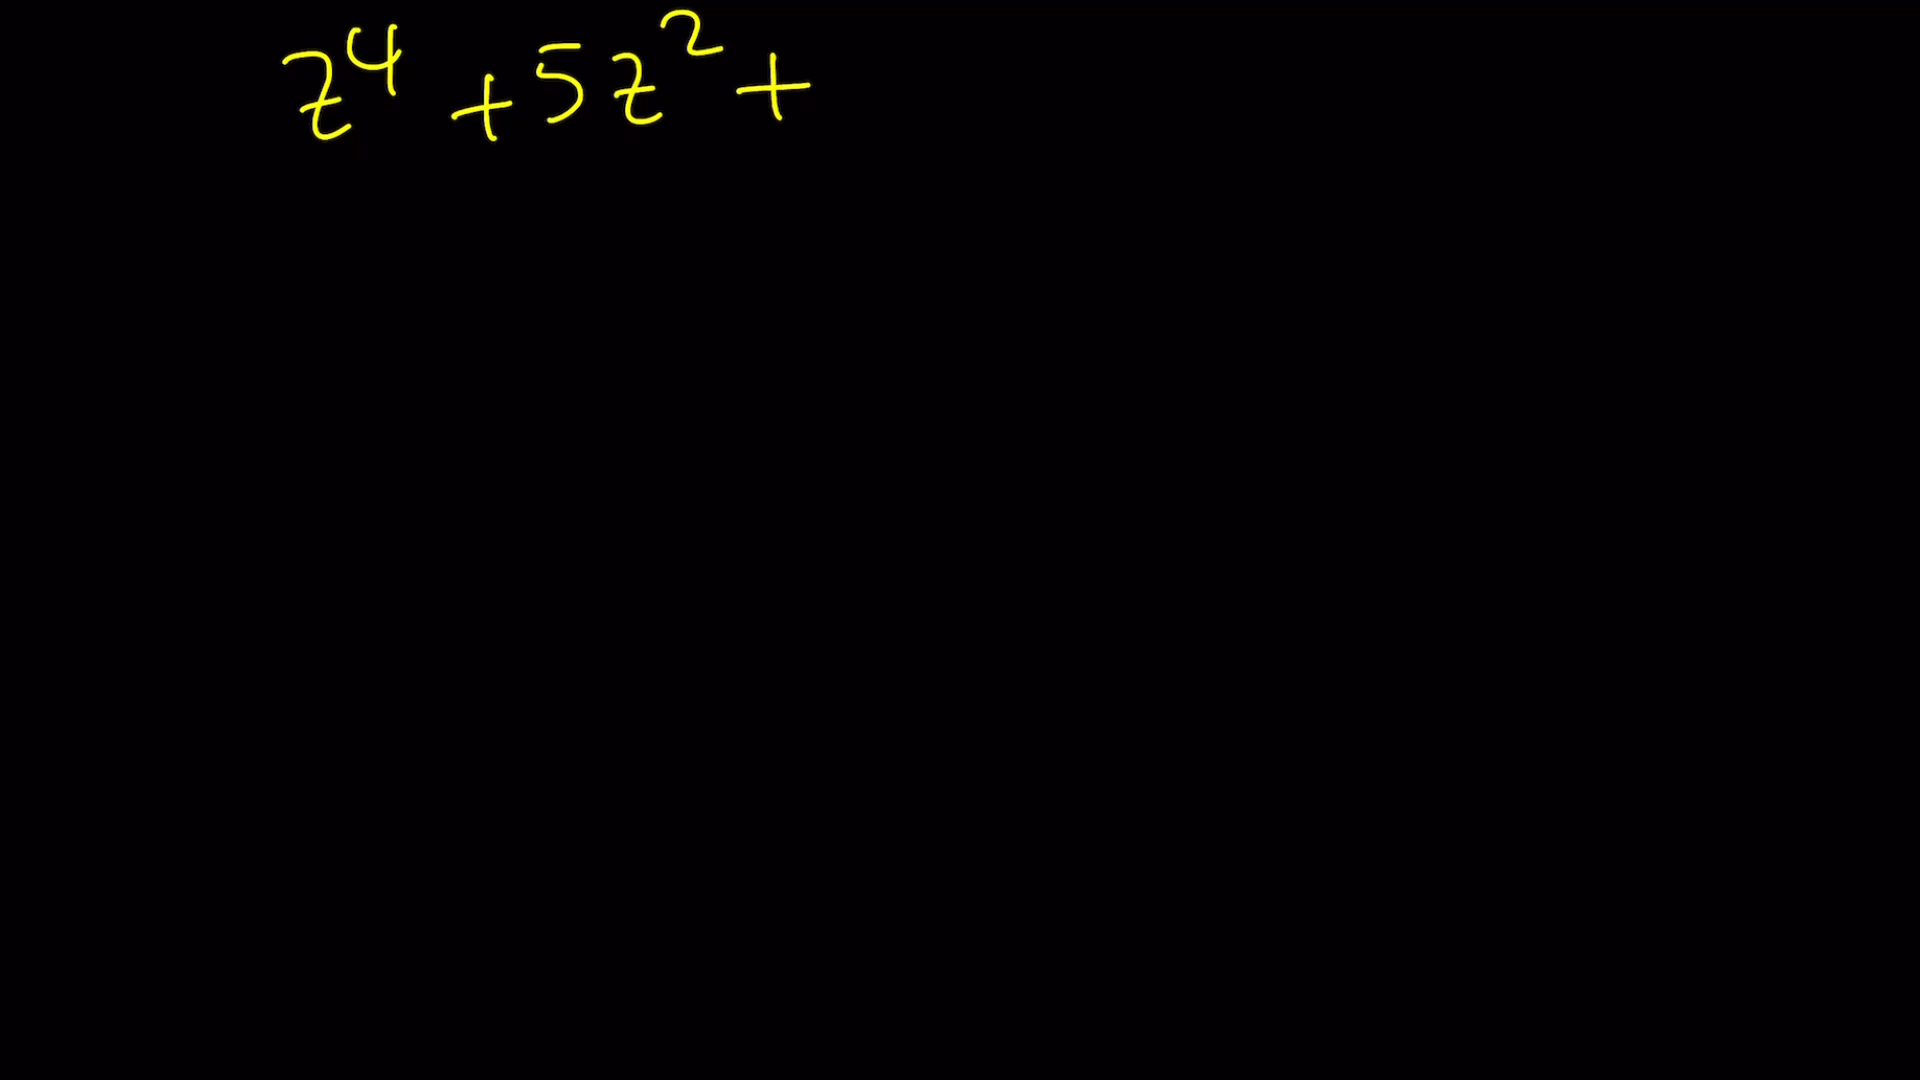 z⁴ + 5z² +